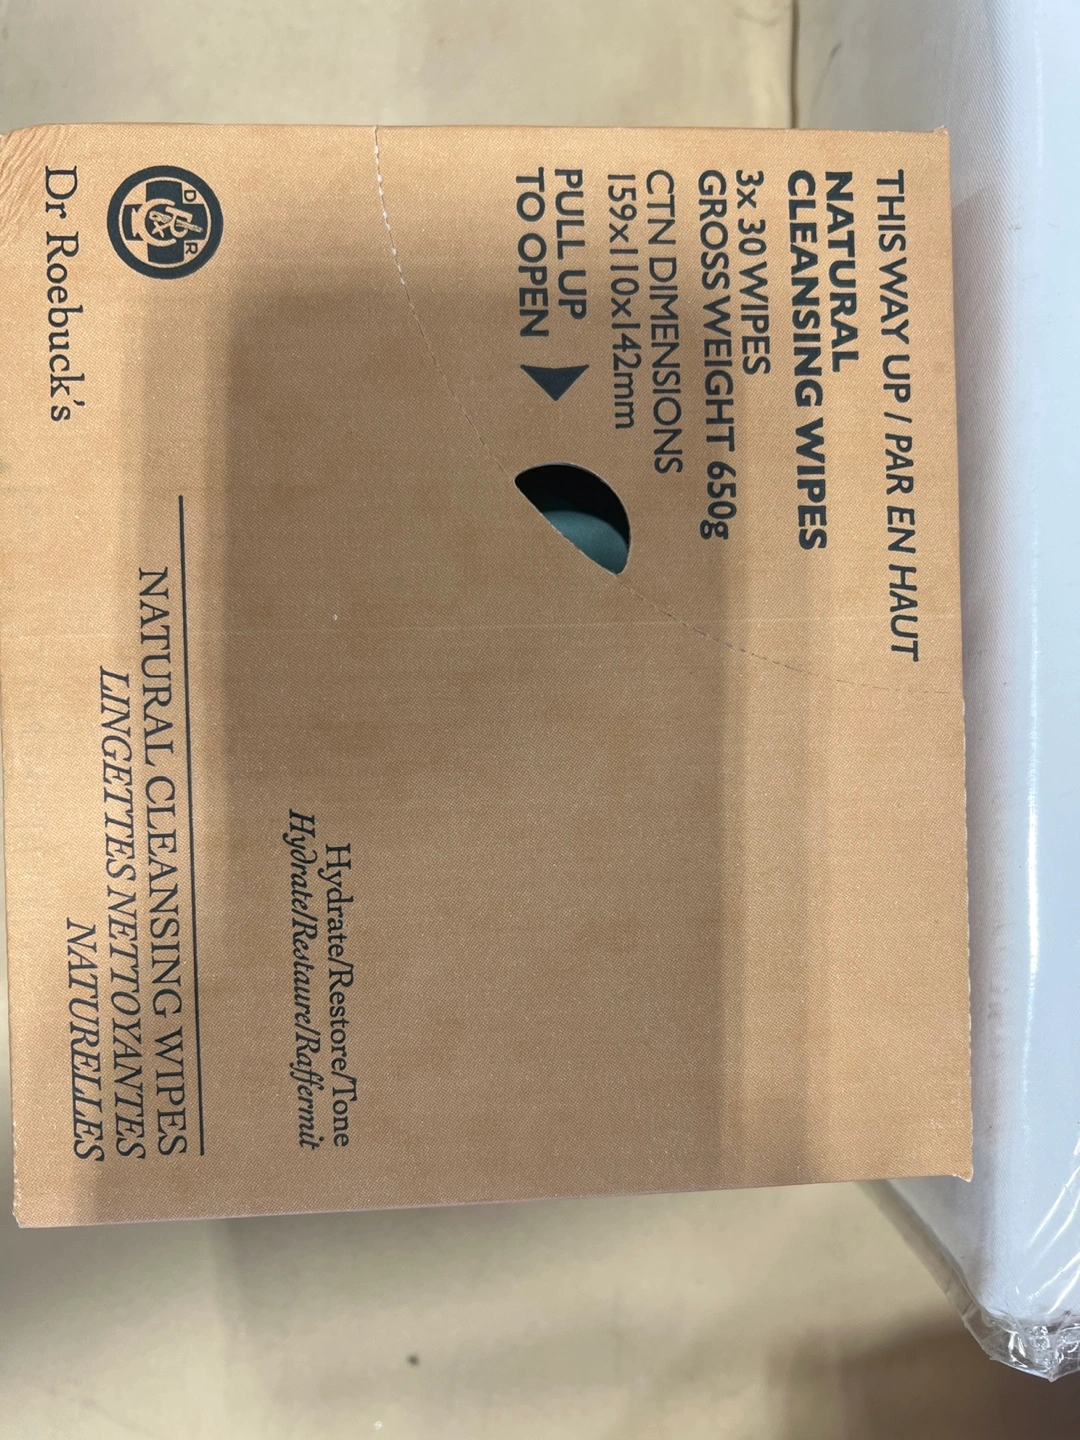 THIS WAY UP / PAR EN HAUT
NATURAL
CLEANSING WIPES
3x 30 WIPES
GROSS WEIGHT 650g
CTN DIMENSIONS
159x110x142mm
PULL UP
TO OPEN
D R
Dr Roebuck's
Hydrate/Restore/Tone
Hydrate/Restaure/Raffermit
NATURAL CLEANSING WIPES
LINGETTES NETTOYANTES
NATURELLES